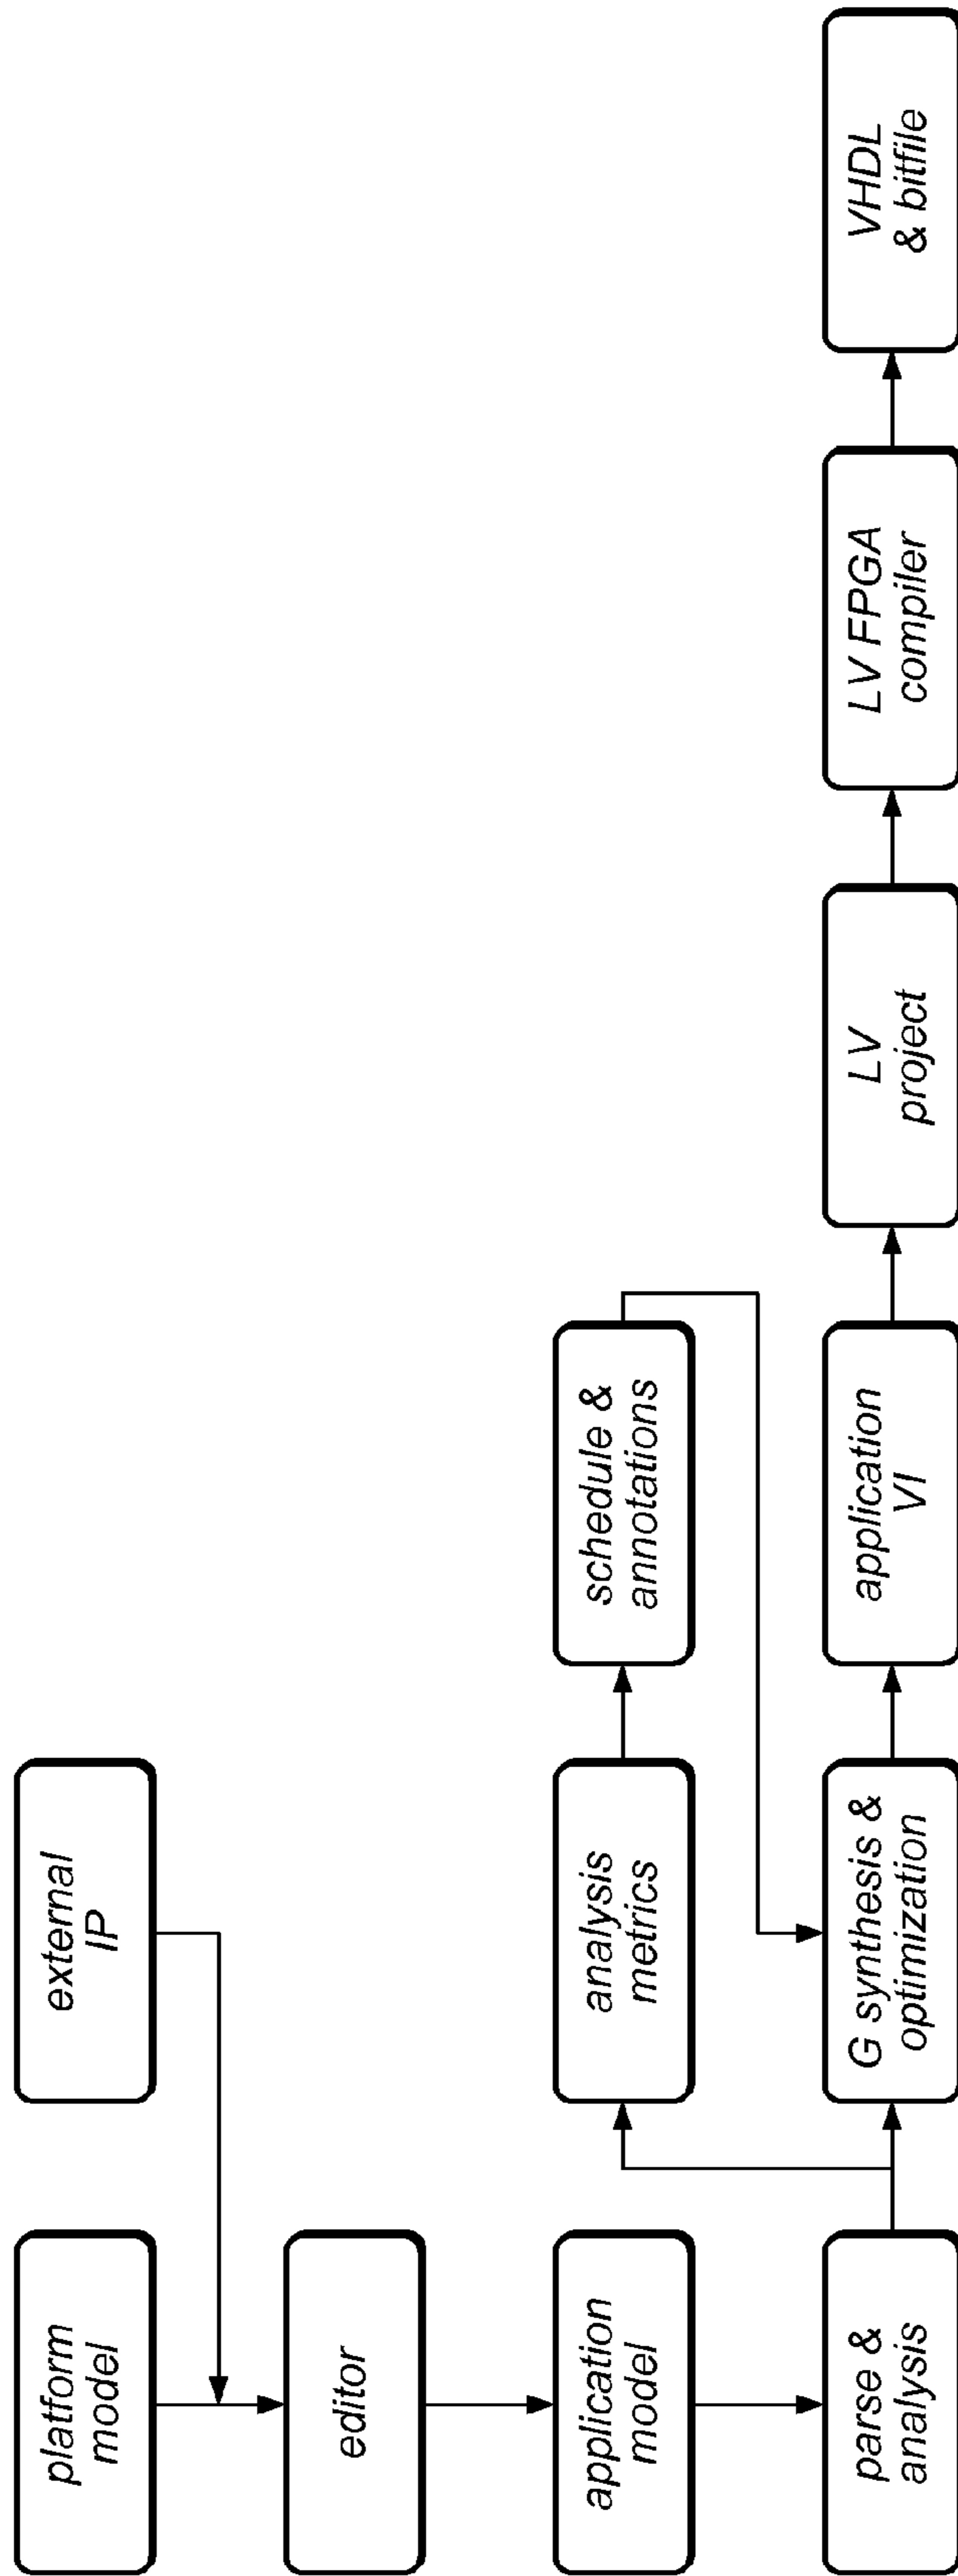 platform
model
external
IP
editor
application
model
analysis
metrics
schedule &
annotations
parse &
analysis
G synthesis &
optimization
application
VI
LV
project
LV FPGA
compiler
VHDL
& bitfile